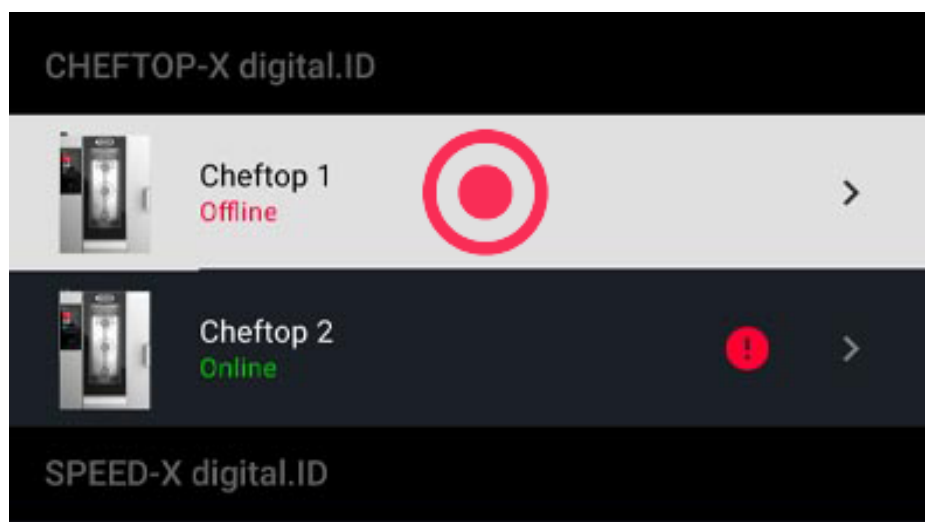 CHEFTOP-X digital.ID
Cheftop 1
Offline
Cheftop 2
Online
SPEED-X digital.ID